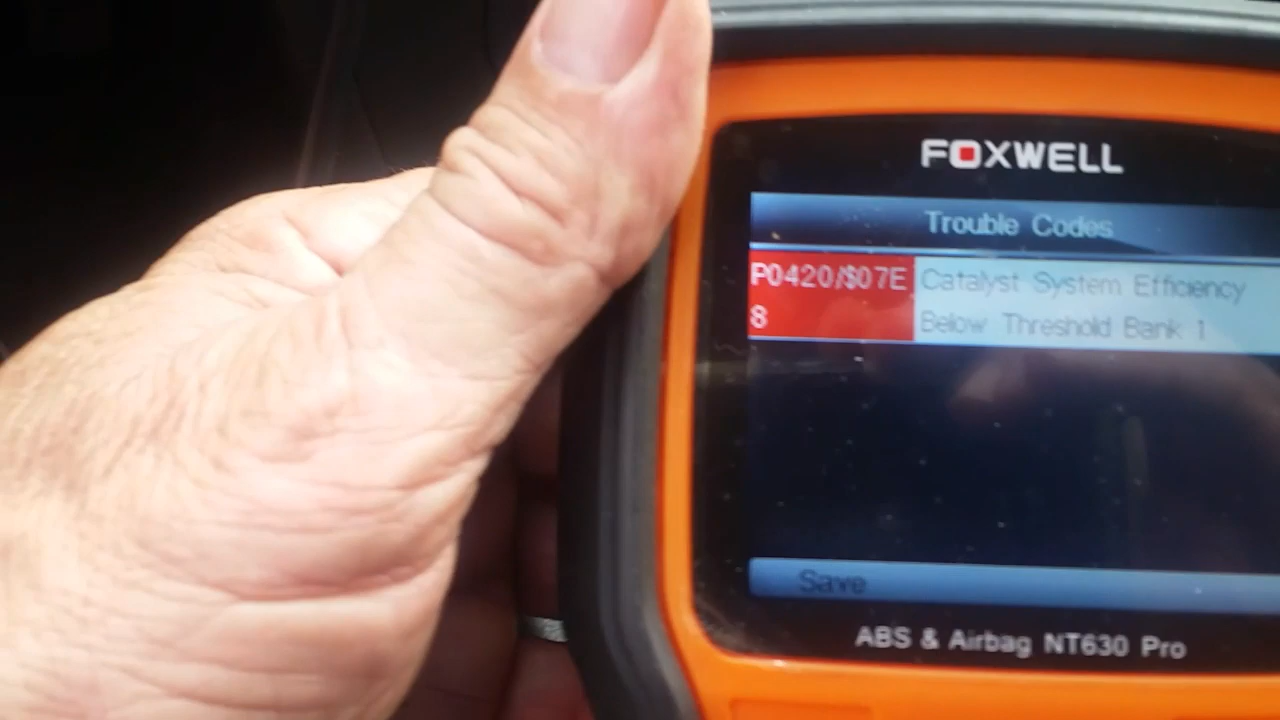 FOXWELL
Trouble Codes
P0420/$07E Catalyst System Efficiency
8 Below Threshold Bank 1
Save
ABS & Airbag NT630 Pro